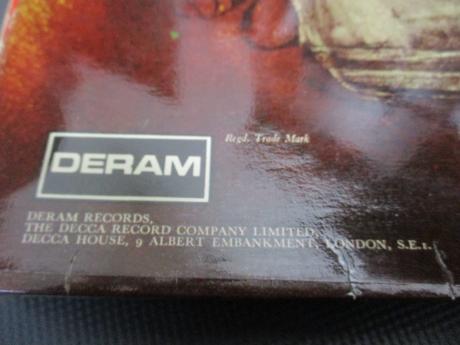 Regd. Trade Mark
DERAM
DERAM RECORDS,
THE DECCA RECORD COMPANY LIMITED,
DECCA HOUSE, 9 ALBERT EMBANKMENT, LONDON, S.E.1.